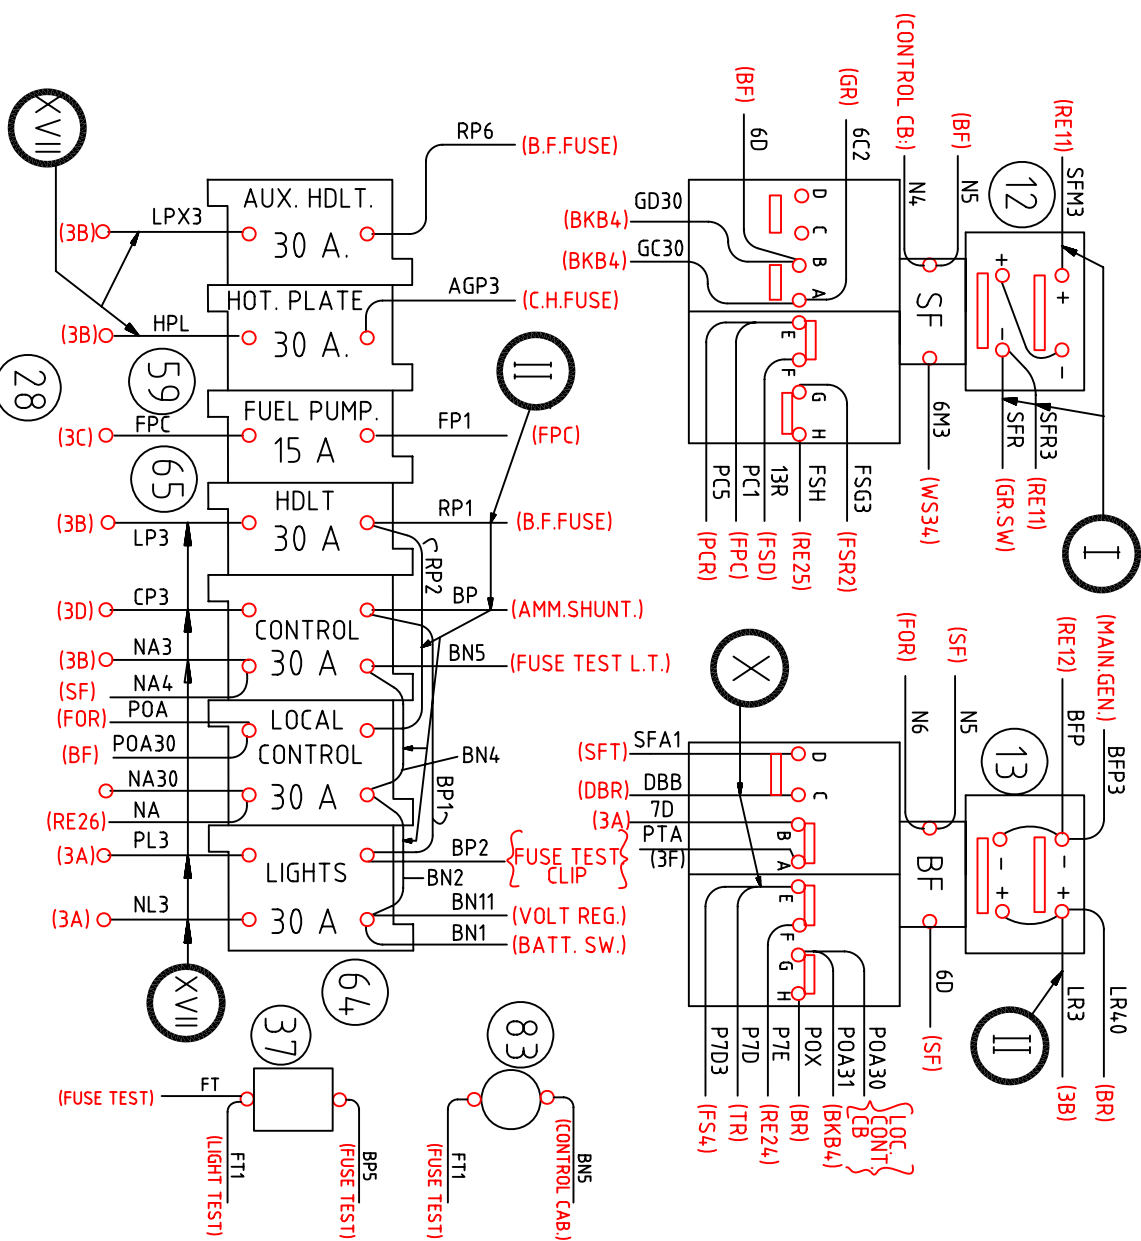 (CONTROL CB:)
N4
(BF)
N5
12
(RE11)
SFM3
+
-
+
-
SFR
SFR3
(GR.SW)
(RE11)
I
SF
6M3
(WS34)
(BF)
6D
(GR)
6C2
GD30
(BKB4)
GC30
(BKB4)
D
C
B
A
E
F
G
H
PC5
PC1
13R
FSH
FSG3
(PCR)
(FPC)
(FSD)
(RE25)
(FSR2)
XVII
RP6
(B.F.FUSE)
AUX. HDLT.
30 A.
LPX3
(3B)
AGP3
(C.H.FUSE)
HOT. PLATE
30 A.
HPL
(3B)
59
28
II
FUEL PUMP.
15 A
FPC
(3C)
FP1
(FPC)
65
HDLT
30 A
(3B)
LP3
RP1
(B.F.FUSE)
RP2
CP3
(3D)
BP
(AMM.SHUNT.)
CONTROL
30 A
NA3
(3B)
NA4
(SF)
BN5
(FUSE TEST L.T.)
POA
(FOR)
POA30
(BF)
LOCAL
CONTROL
30 A
BN4
BP1
NA30
NA
(RE26)
PL3
(3A)
LIGHTS
30 A
BP2
FUSE TEST
CLIP
BN2
NL3
(3A)
BN11
(VOLT REG.)
BN1
(BATT. SW.)
XVII
64
X
(FOR)
N6
(SF)
N5
13
(RE12)
BFP
(MAIN.GEN.)
BFP3
-
+
-
+
BF
6D
(SF)
II
LR3
(3B)
LR40
(BR)
SFA1
(SFT)
DBB
(DBR)
7D
(3A)
PTA
(3F)
D
C
B
A
E
F
G
H
P7D3
P7D
P7E
POX
POA31
POA30
(FS4)
(TR)
(RE24)
(BR)
(BKB4)
LOC.
CONT.
CB
37
FT
(FUSE TEST)
FT1
(LIGHT TEST)
BP5
(FUSE TEST)
83
FT1
(FUSE TEST)
BN5
(CONTROL CAB.)